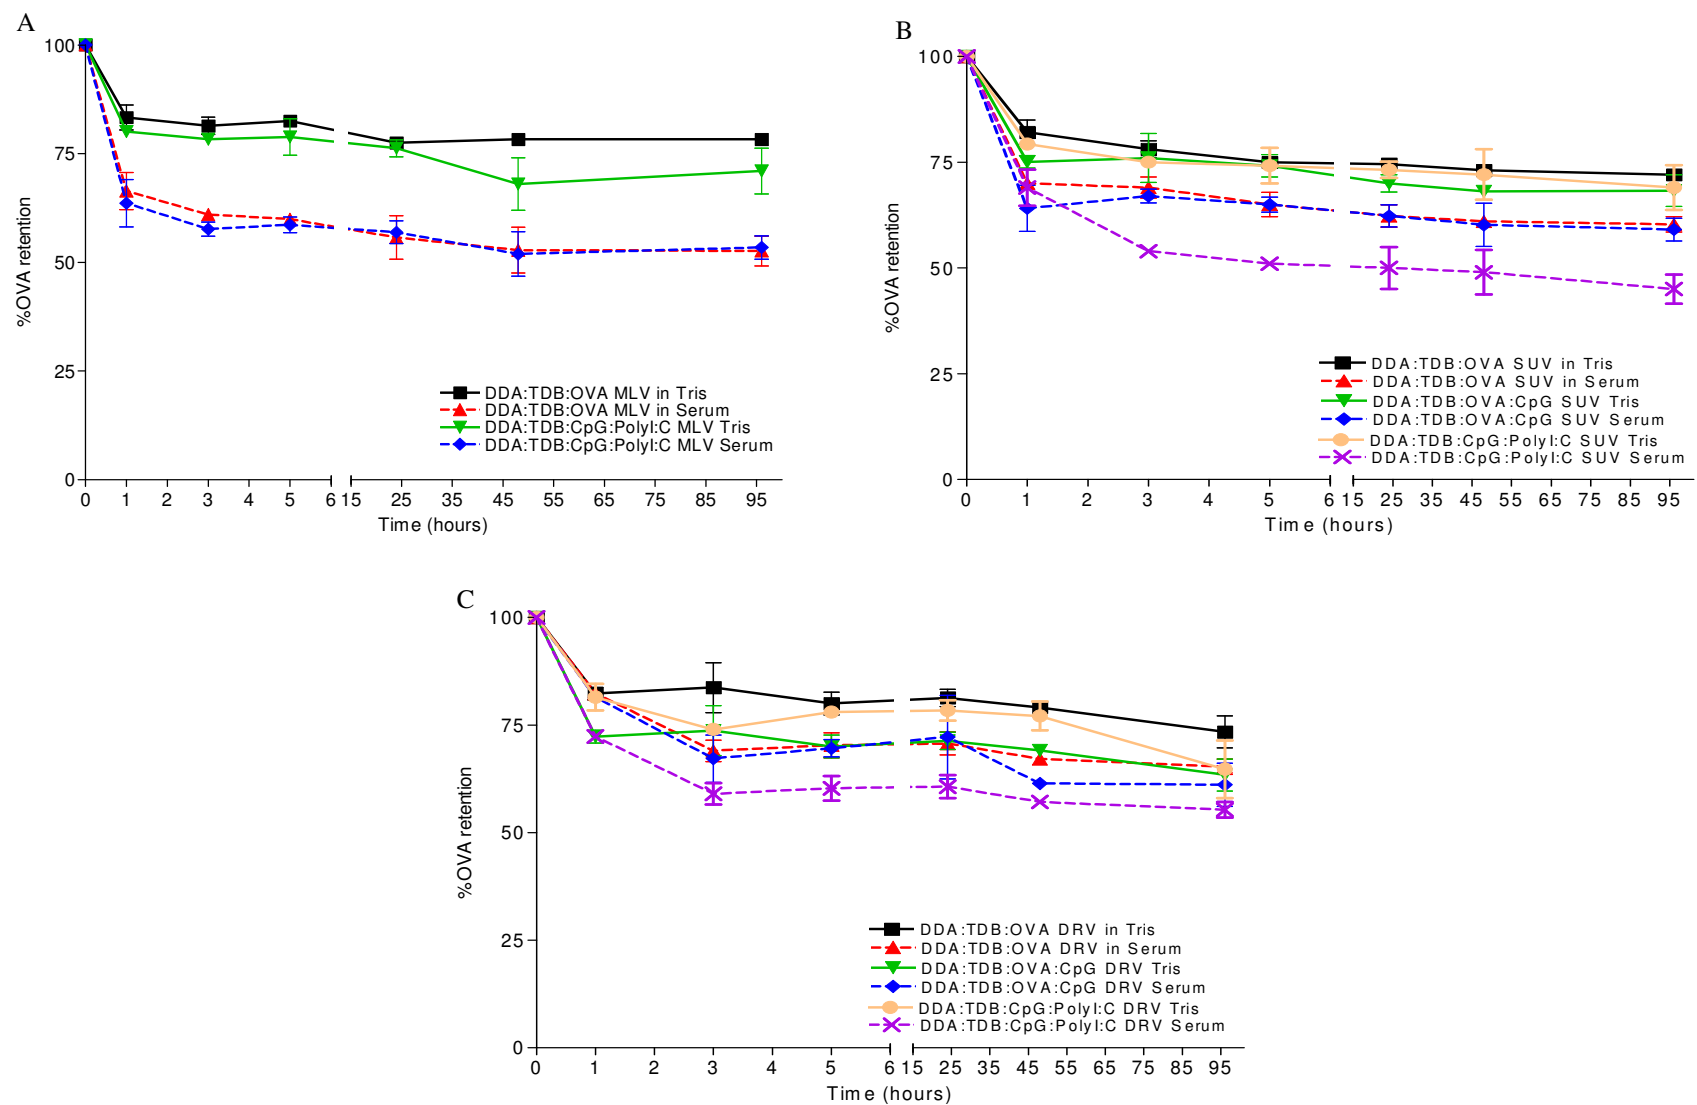 A
100
75
50
25
0
%OVA retention
DDA:TDB:OVA MLV in Tris
DDA:TDB:OVA MLV in Serum
DDA:TDB:CpG:PolyI:C MLV Tris
DDA:TDB:CpG:PolyI:C MLV Serum
0 1 2 3 4 5 6 15 25 35 45 55 65 75 85 95
Time (hours)
B
100
75
50
25
0
%OVA retention
DDA:TDB:OVA SUV in Tris
DDA:TDB:OVA SUV in Serum
DDA:TDB:OVA:CpG SUV Tris
DDA:TDB:OVA:CpG SUV Serum
DDA:TDB:CpG:PolyI:C SUV Tris
DDA:TDB:CpG:PolyI:C SUV Serum
0 1 2 3 4 5 6 15 25 35 45 55 65 75 85 95
Time (hours)
C
100
75
50
25
0
%OVA retention
DDA:TDB:OVA DRV in Tris
DDA:TDB:OVA DRV in Serum
DDA:TDB:OVA:CpG DRV Tris
DDA:TDB:OVA:CpG DRV Serum
DDA:TDB:CpG:PolyI:C DRV Tris
DDA:TDB:CpG:PolyI:C DRV Serum
0 1 2 3 4 5 6 15 25 35 45 55 65 75 85 95
Time (hours)